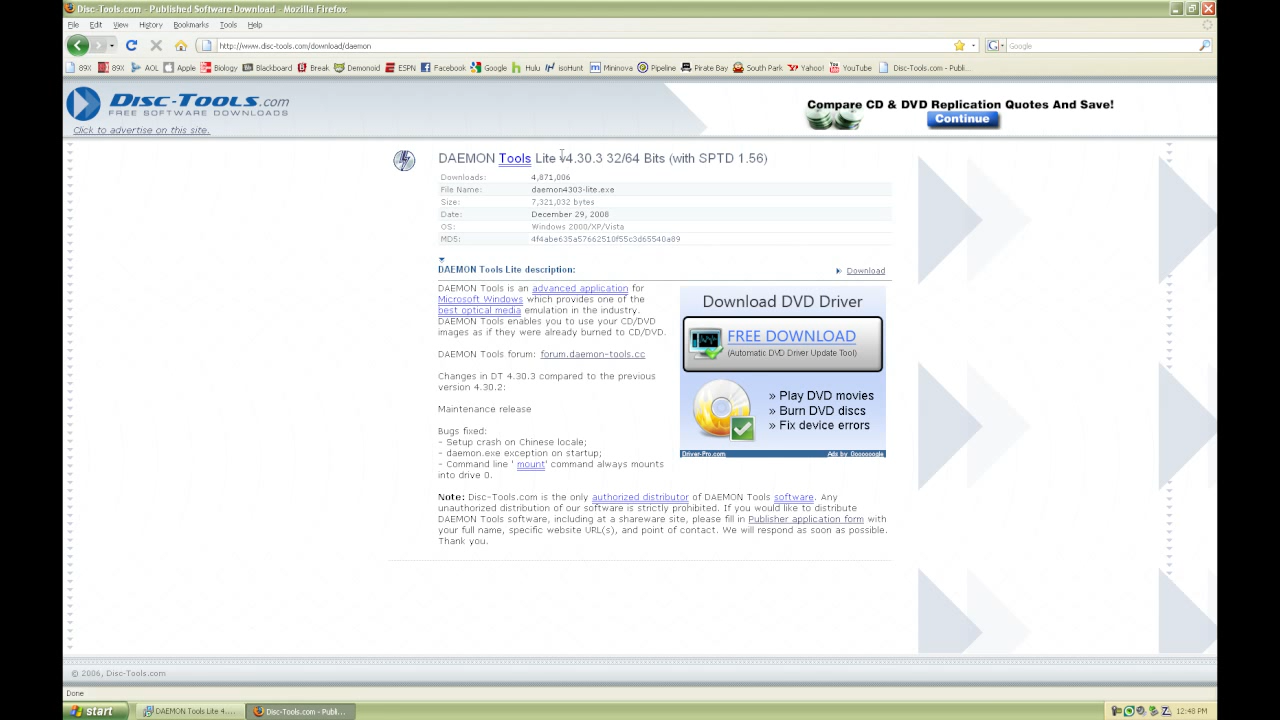 Disc-Tools.com - Published Software Download - Mozilla Firefox
File Edit View History Bookmarks Tools Help
http://www.disc-tools.com/download/daemon
Google
89X 89X AOL Apple Biology Blackboard Break Demonoid ESPN Facebook Google Hulu isoHunt Mininova Pipeline Pirate Bay South Park Yahoo! YouTube Disc-Tools.com - Publi...
DISC-TOOLS.com
FREE SOFTWARE DOWNLOADS
Click to advertise on this site.
Compare CD & DVD Replication Quotes And Save!
Continue
DAEMON Tools Lite v4.30.3 32/64 Bits (with SPTD 1.56)
Downloads: 4,871,006
File Name: daemon4303-lite.exe
Size: 7,321,032 bytes
Date: December 29, 2008
OS: Windows 2000/XP/Vista
MD5: 4f4abe635a57662510f55c3d65540a89
DAEMON Tools Lite description:
Download
DAEMON Tools is an advanced application for
Microsoft Windows which provides one of the
best optical media emulation in the industry.
DAEMON Tools enables you to use your CD/DVD
images as if they were already burned to CD/DVD.
DAEMON Tools forum: forum.daemon-tools.cc
Changes in DT 4.30.3 compared to the previous
version 4.30.2:
Maintenance release
Bugs fixed:
- Setup crash on Chinese locale;
- daemon.exe exception on startup;
- Command line ' mount' command always mounts
into drive 0.
Download DVD Driver
FREE DOWNLOAD
(Automatic DVD Driver Update Tool)
» Play DVD movies
» Burn DVD discs
» Fix device errors
Driver-Pro.com
Ads by Goooooogle
Note: Disc-Tools.com is the only authorized distributor of DAEMON Tools software. Any
unauthorized distribution of our software is strictly prohibited. If you would like to distribute
DAEMON Tools software, including at a shareware site, please fill in Publisher application form with
your full name, specific website URL(s), and point of contact. We will respond as soon as possible.
Thank you.
© 2006, Disc-Tools.com
Done
start
DAEMON Tools Lite 4....
Disc-Tools.com - Publi...
12:48 PM